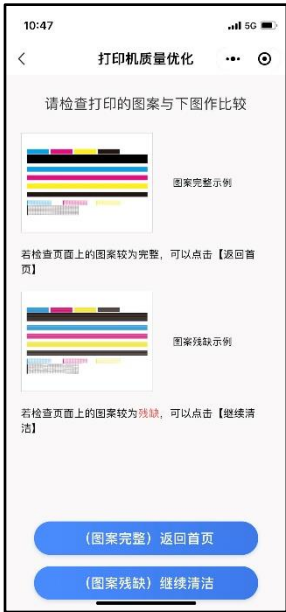 10:47
5G
打印机质量优化
请检查打印的图案与下图作比较
图案完整示例
若检查页面上的图案较为完整，可以点击【返回首
页】
图案残缺示例
若检查页面上的图案较为残缺，可以点击【继续清
洁】
（图案完整）返回首页
（图案残缺）继续清洁